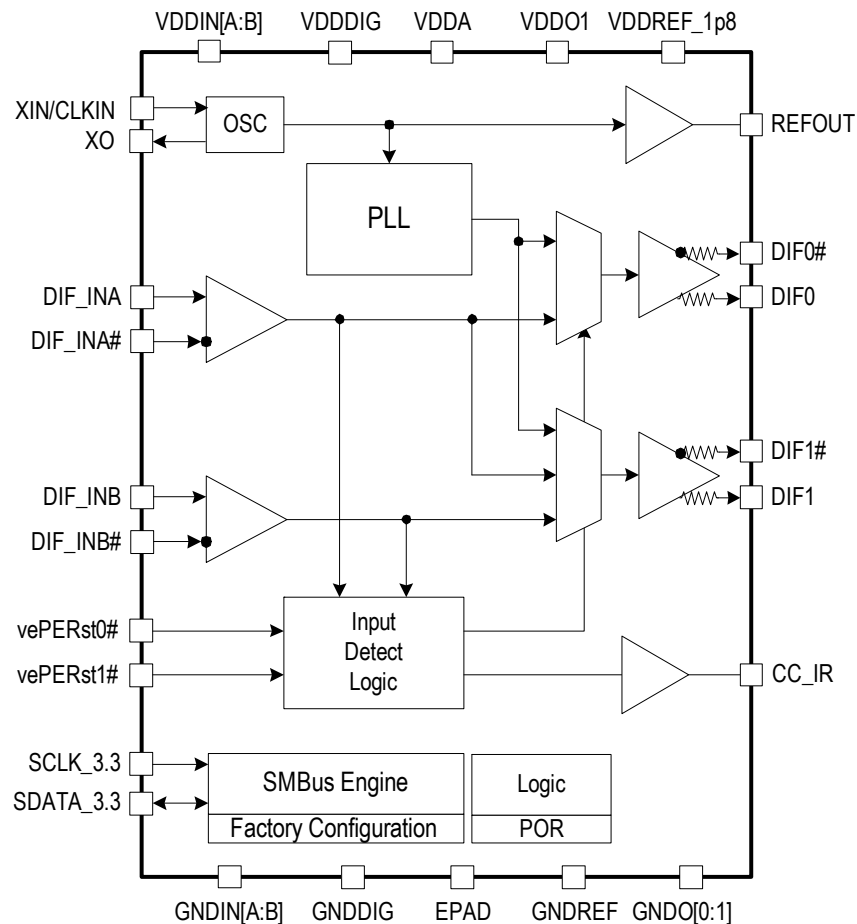 VDDIN[A:B] VDDDIG VDDA VDDO1 VDDREF_1p8
XIN/CLKIN
XO
OSC
REFOUT
PLL
DIF0#
DIF0
DIF_INA
DIF_INA#
DIF1#
DIF1
DIF_INB
DIF_INB#
vePERst0#
vePERst1#
Input
Detect
Logic
CC_IR
SCLK_3.3
SDATA_3.3
SMBus Engine
Factory Configuration
Logic
POR
GNDIN[A:B] GNDDIG EPAD GNDREF GNDO[0:1]